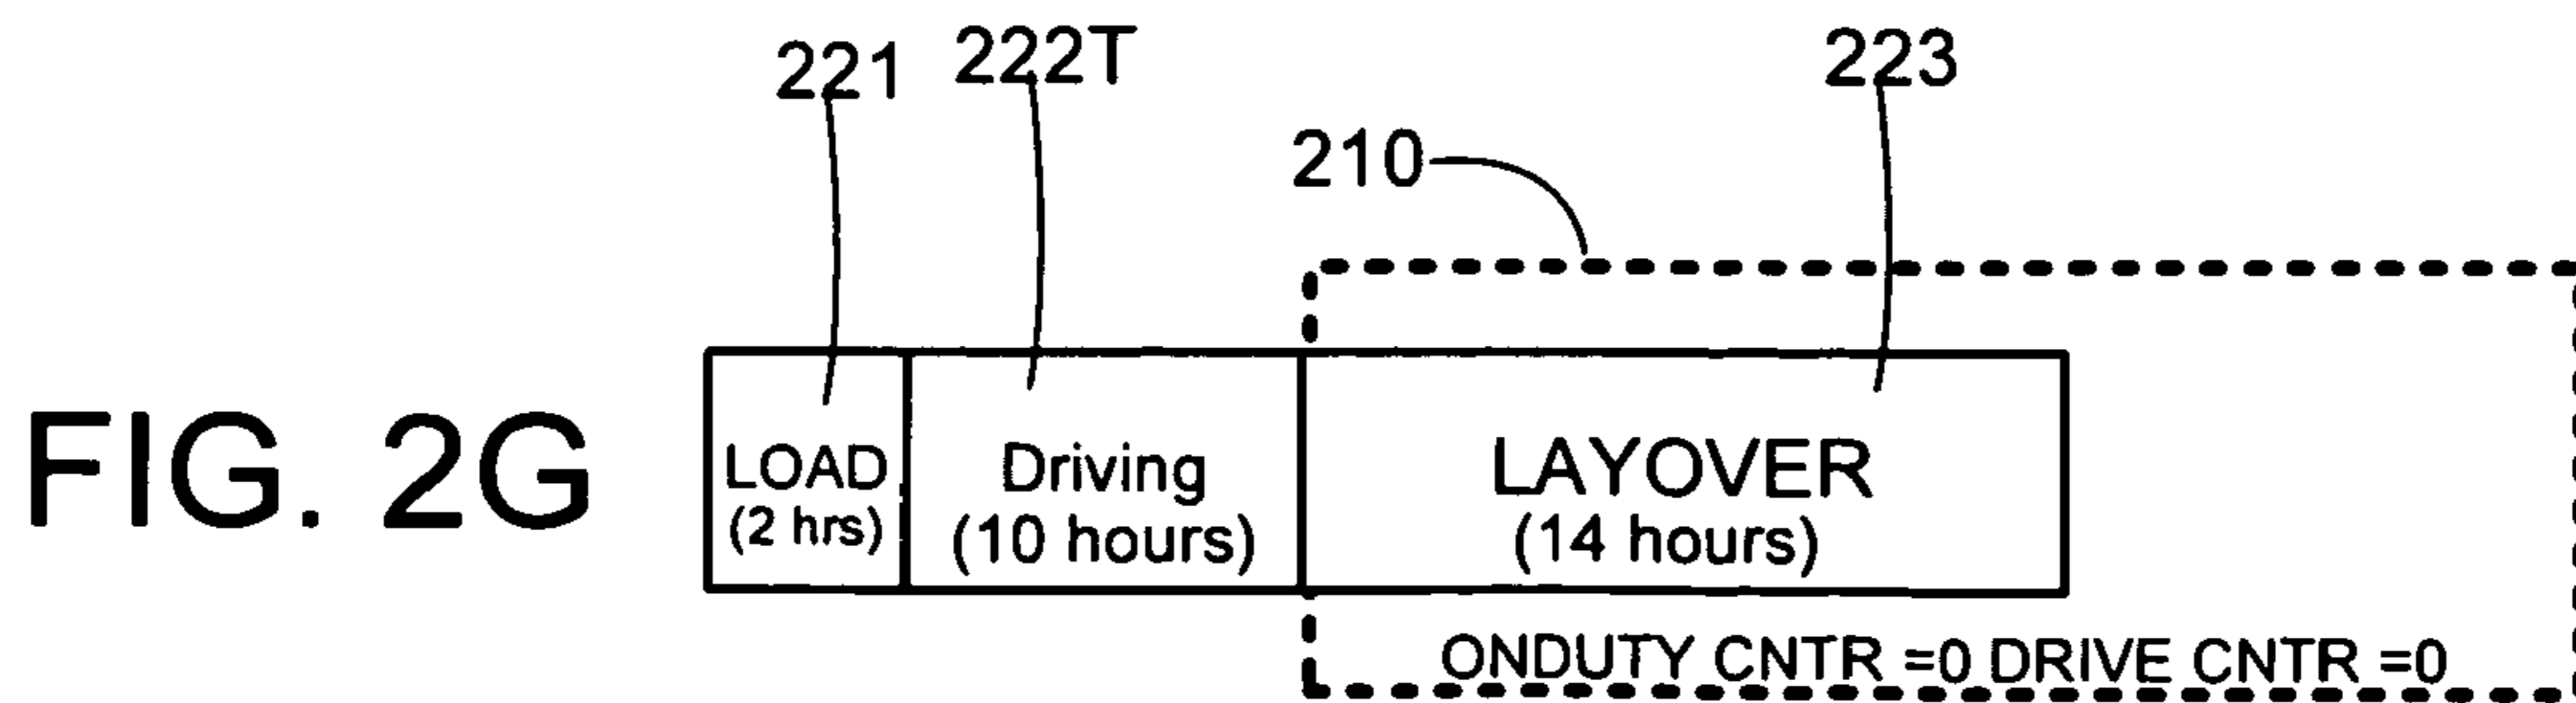 221 222T 223
210
FIG. 2G
LOAD
(2 hrs)
Driving
(10 hours)
LAYOVER
(14 hours)
ONDUTY CNTR =0 DRIVE CNTR =0